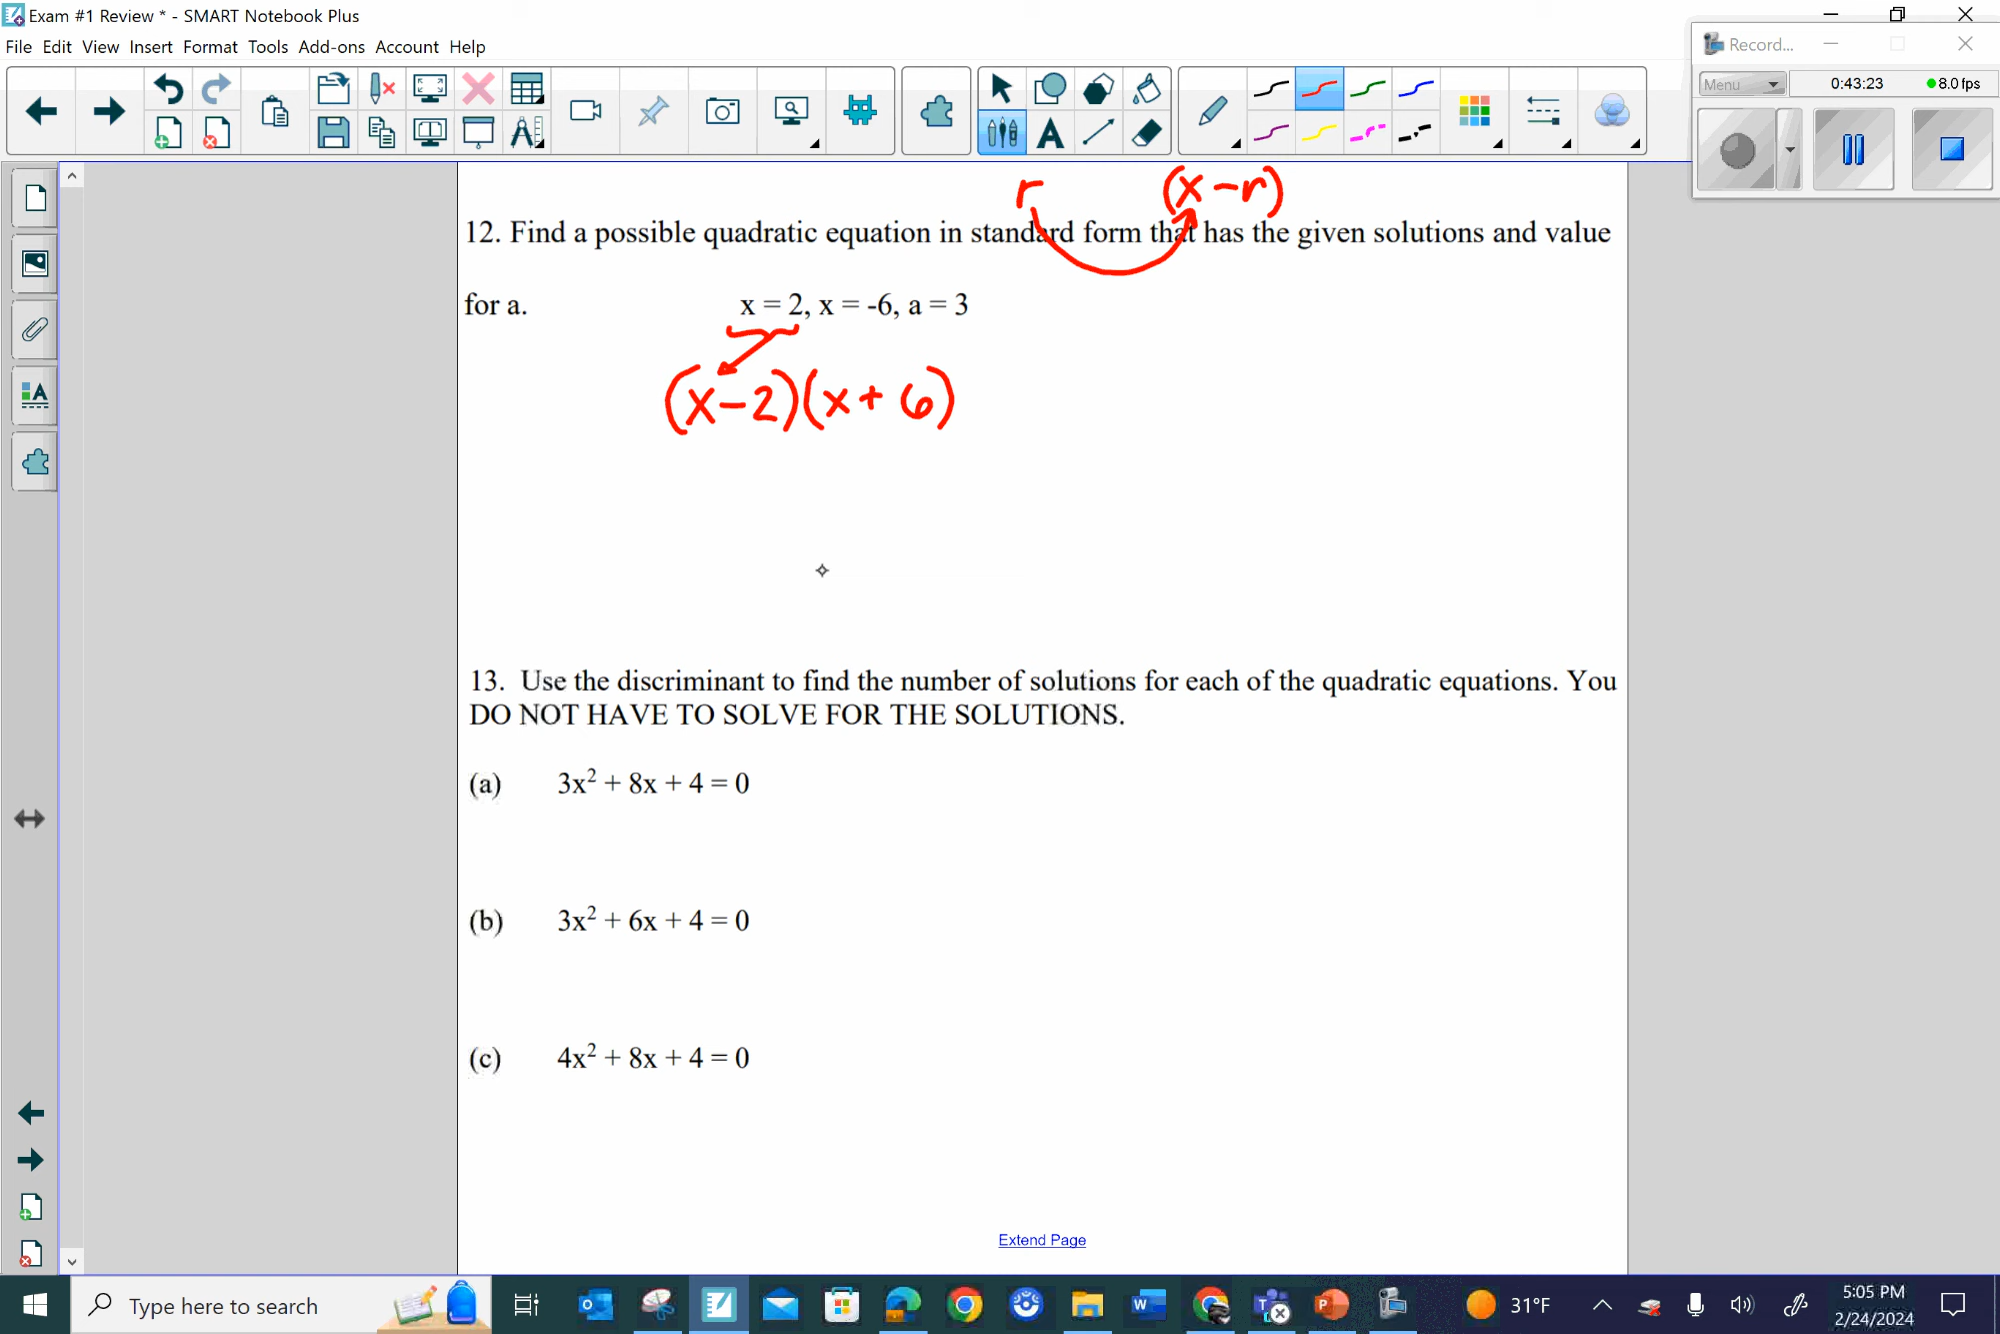 Exam #1 Review * - SMART Notebook Plus
File Edit View Insert Format Tools Add-ons Account Help
Record...
Menu 0:43:23 8.0 fps
r (x-r)
12. Find a possible quadratic equation in standard form that has the given solutions and value
for a. x = 2, x = -6, a = 3
(x-2)(x+6)
13. Use the discriminant to find the number of solutions for each of the quadratic equations. You
DO NOT HAVE TO SOLVE FOR THE SOLUTIONS.
(a) 3x² + 8x + 4 = 0
(b) 3x² + 6x + 4 = 0
(c) 4x² + 8x + 4 = 0
Extend Page
Type here to search
31°F
5:05 PM
2/24/2024